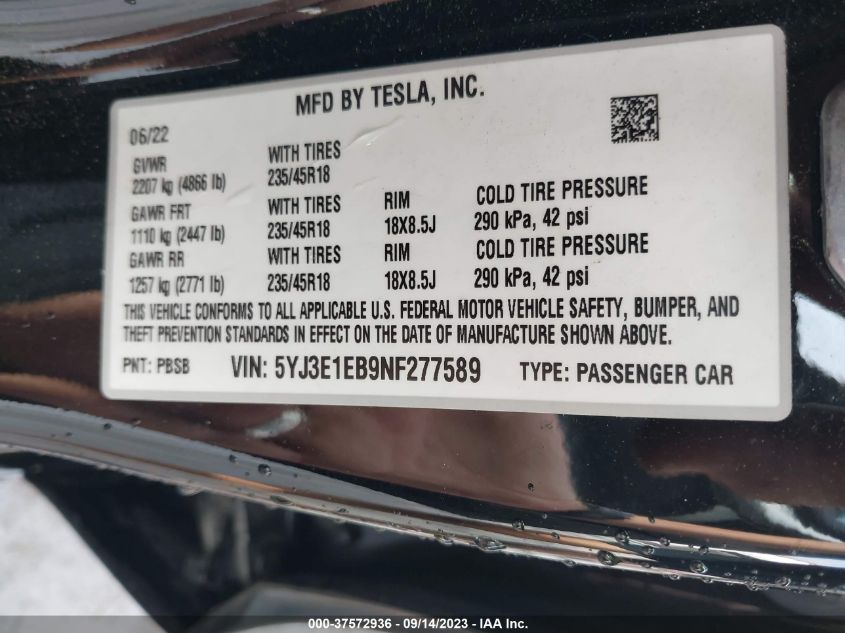 MFD BY TESLA, INC.
06/22
GVWR
2207 kg (4866 lb)
WITH TIRES
235/45R18
GAWR FRT
1110 kg (2447 lb)
WITH TIRES
235/45R18
RIM
18X8.5J
COLD TIRE PRESSURE
290 kPa, 42 psi
GAWR RR
1257 kg (2771 lb)
WITH TIRES
235/45R18
RIM
18X8.5J
COLD TIRE PRESSURE
290 kPa, 42 psi
THIS VEHICLE CONFORMS TO ALL APPLICABLE U.S. FEDERAL MOTOR VEHICLE SAFETY, BUMPER, AND
THEFT PREVENTION STANDARDS IN EFFECT ON THE DATE OF MANUFACTURE SHOWN ABOVE.
PNT: PBSB VIN: 5YJ3E1EB9NF277589 TYPE: PASSENGER CAR
000-37572936 - 09/14/2023 - IAA Inc.